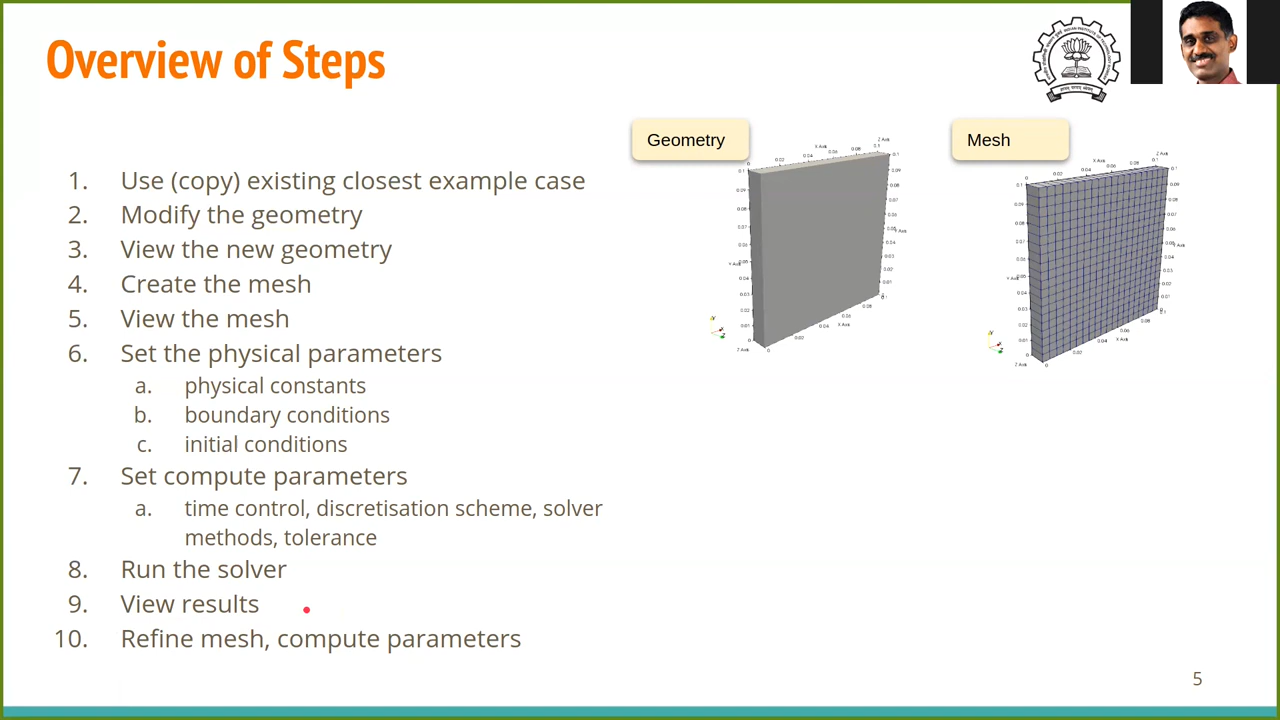 Overview of Steps
1. Use (copy) existing closest example case
2. Modify the geometry
3. View the new geometry
4. Create the mesh
5. View the mesh
6. Set the physical parameters
a. physical constants
b. boundary conditions
c. initial conditions
7. Set compute parameters
a. time control, discretisation scheme, solver
methods, tolerance
8. Run the solver
9. View results
10. Refine mesh, compute parameters
Geometry
Mesh
5